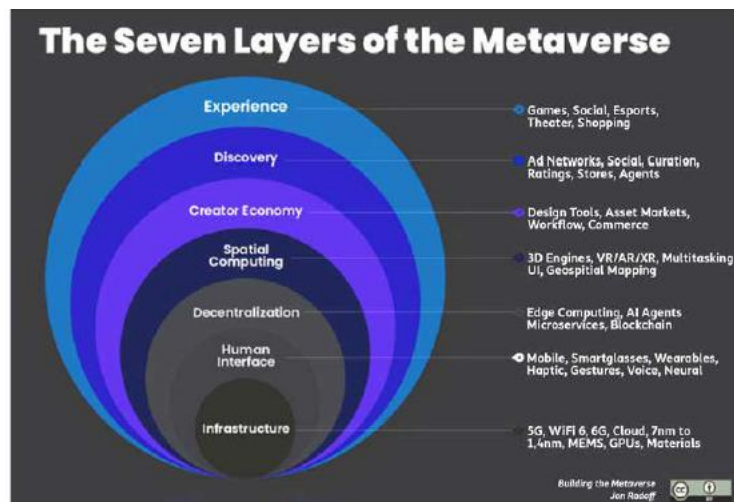 The Seven Layers of the Metaverse
Experience
Games, Social, Esports,
Theater, Shopping
Discovery
Ad Networks, Social, Curation,
Ratings, Stores, Agents
Creator Economy
Design Tools, Asset Markets,
Workflow, Commerce
Spatial
Computing
3D Engines, VR/AR/XR, Multitasking
UI, Geospitial Mapping
Decentralization
Edge Computing, AI Agents
Microservices, Blockchain
Human
Interface
Mobile, Smartglasses, Wearables,
Haptic, Gestures, Voice, Neural
Infrastructure
5G, WiFi 6, 6G, Cloud, 7nm to
1,4nm, MEMS, GPUs, Materials
Building the Metaverse
Jon Radoff
cc
BY